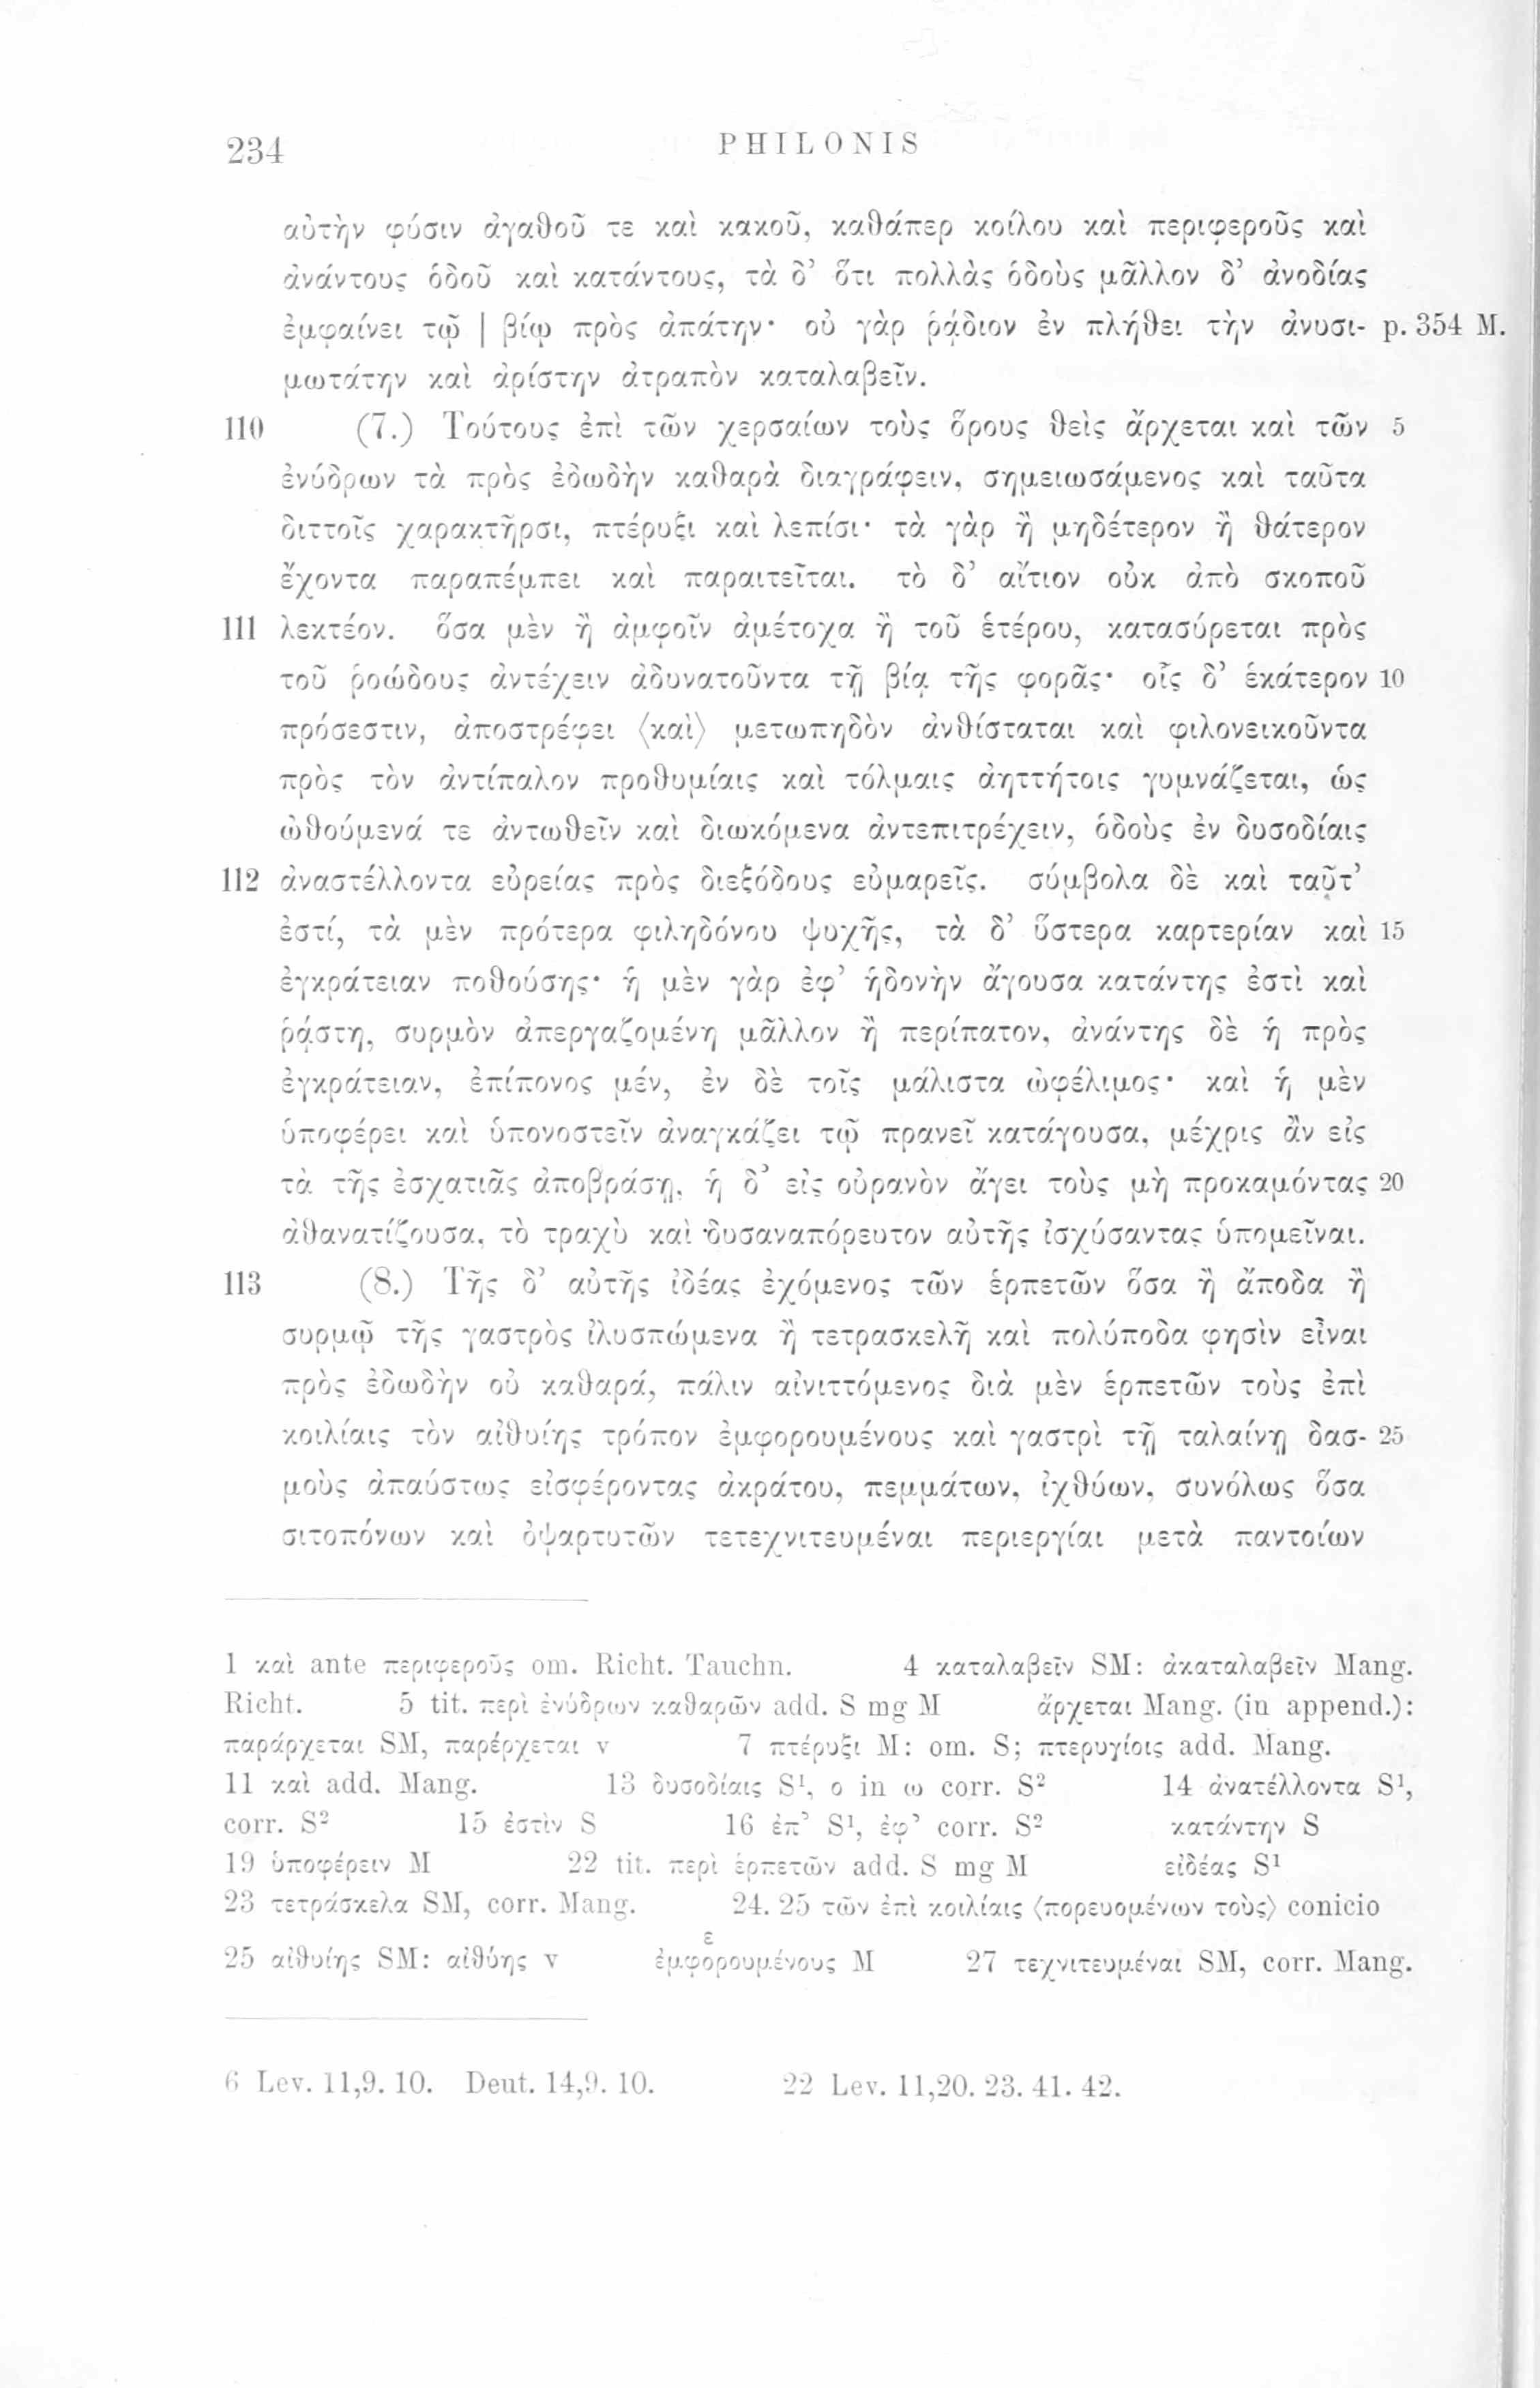 234 PHILONIS
αὐτὴν φύσιν ἀγαθοῦ τε καὶ κακοῦ, καθάπερ κοίλου καὶ περιφεροῦς καὶ
ἀνάντους ὁδοῦ καὶ κατάντους, τὰ δ’ ὅτι πολλὰς ὁδοὺς μᾶλλον δ’ ἀνοδίας
ἐμφαίνει τῷ | βίῳ πρὸς ἀπάτην· οὐ γὰρ ῥᾴδιον ἐν πλήθει τὴν ἀνυσι- p. 354 M.
μωτάτην καὶ ἀρίστην ἀτραπὸν καταλαβεῖν.
110 (7.) Τούτους ἐπὶ τῶν χερσαίων τοὺς ὅρους θεὶς ἄρχεται καὶ τῶν 5
ἐνύδρων τὰ πρὸς ἐδωδὴν καθαρὰ διαγράφειν, σημειωσάμενος καὶ ταῦτα
διττοῖς χαρακτῆρσι, πτέρυξι καὶ λεπίσι· τὰ γὰρ ἢ μηδέτερον ἢ θάτερον
ἔχοντα παραπέμπει καὶ παραιτεῖται. τὸ δ’ αἴτιον οὐκ ἀπὸ σκοποῦ
111 λεκτέον. ὅσα μὲν ἢ ἀμφοῖν ἀμέτοχα ἢ τοῦ ἑτέρου, κατασύρεται πρὸς
τοῦ ῥοώδους ἀντέχειν ἀδυνατοῦντα τῇ βίᾳ τῆς φορᾶς· οἷς δ’ ἑκάτερον 10
πρόσεστιν, ἀποστρέφει ⟨καὶ⟩ μετωπηδὸν ἀνθίσταται καὶ φιλονεικοῦντα
πρὸς τὸν ἀντίπαλον προθυμίαις καὶ τόλμαις ἀηττήτοις γυμνάζεται, ὡς
ὠθούμενά τε ἀντωθεῖν καὶ διωκόμενα ἀντεπιτρέχειν, ὁδοὺς ἐν δυσοδίαις
112 ἀναστέλλοντα εὐρείας πρὸς διεξόδους εὐμαρεῖς. σύμβολα δὲ καὶ ταῦτ’
ἐστί, τὰ μὲν πρότερα φιληδόνου ψυχῆς, τὰ δ’ ὕστερα καρτερίαν καὶ 15
ἐγκράτειαν ποθούσης· ἡ μὲν γὰρ ἐφ’ ἡδονὴν ἄγουσα κατάντης ἐστὶ καὶ
ῥᾴστη, συρμὸν ἀπεργαζομένη μᾶλλον ἢ περίπατον, ἀνάντης δὲ ἡ πρὸς
ἐγκράτειαν, ἐπίπονος μέν, ἐν δὲ τοῖς μάλιστα ὠφέλιμος· καὶ ἡ μὲν
ὑποφέρει καὶ ὑπονοστεῖν ἀναγκάζει τῷ πρανεῖ κατάγουσα, μέχρις ἂν εἰς
τὰ τῆς ἐσχατιᾶς ἀποβράσῃ, ἡ δ’ εἰς οὐρανὸν ἄγει τοὺς μὴ προκαμόντας 20
ἀθανατίζουσα, τὸ τραχὺ καὶ δυσαναπόρευτον αὐτῆς ἰσχύσαντας ὑπομεῖναι.
113 (8.) Τῆς δ’ αὐτῆς ἰδέας ἐχόμενος τῶν ἑρπετῶν ὅσα ἢ ἄποδα ἢ
συρμῷ τῆς γαστρὸς ἰλυσπώμενα ἢ τετρασκελῆ καὶ πολύποδα φησὶν εἶναι
πρὸς ἐδωδὴν οὐ καθαρά, πάλιν αἰνιττόμενος διὰ μὲν ἑρπετῶν τοὺς ἐπὶ
κοιλίαις τὸν αἰθυίης τρόπον ἐμφορουμένους καὶ γαστρὶ τῇ ταλαίνῃ δασ- 25
μοὺς ἀπαύστως εἰσφέροντας ἀκράτου, πεμμάτων, ἰχθύων, συνόλως ὅσα
σιτοπόνων καὶ ὀψαρτυτῶν τετεχνιτευμέναι περιεργίαι μετὰ παντοίων
1 καὶ ante περιφεροῦς om. Richt. Tauchn. 4 καταλαβεῖν SM: ἀκαταλαβεῖν Mang.
Richt. 5 tit. περὶ ἐνύδρων καθαρῶν add. S mg M ἄρχεται Mang. (in append.):
παράρχεται SM, παρέρχεται v 7 πτέρυξι M: om. S; πτερυγίοις add. Mang.
11 καὶ add. Mang. 13 δυσοδίαις S¹, ο in ω corr. S² 14 ἀνατέλλοντα S¹,
corr. S² 15 ἐστὶν S 16 ἐπ’ S¹, ἐφ’ corr. S² κατάντην S
19 ὑποφέρειν M 22 tit. περὶ ἑρπετῶν add. S mg M εἰδέας S¹
23 τετράσκελα SM, corr. Mang. 24. 25 τῶν ἐπὶ κοιλίαις ⟨πορευομένων τοὺς⟩ conicio
ε
25 αἰθυίης SM: αἰθύης v ἐμφορουμένους M 27 τεχνιτευμέναι SM, corr. Mang.
6 Lev. 11,9. 10. Deut. 14,9. 10. 22 Lev. 11,20. 23. 41. 42.